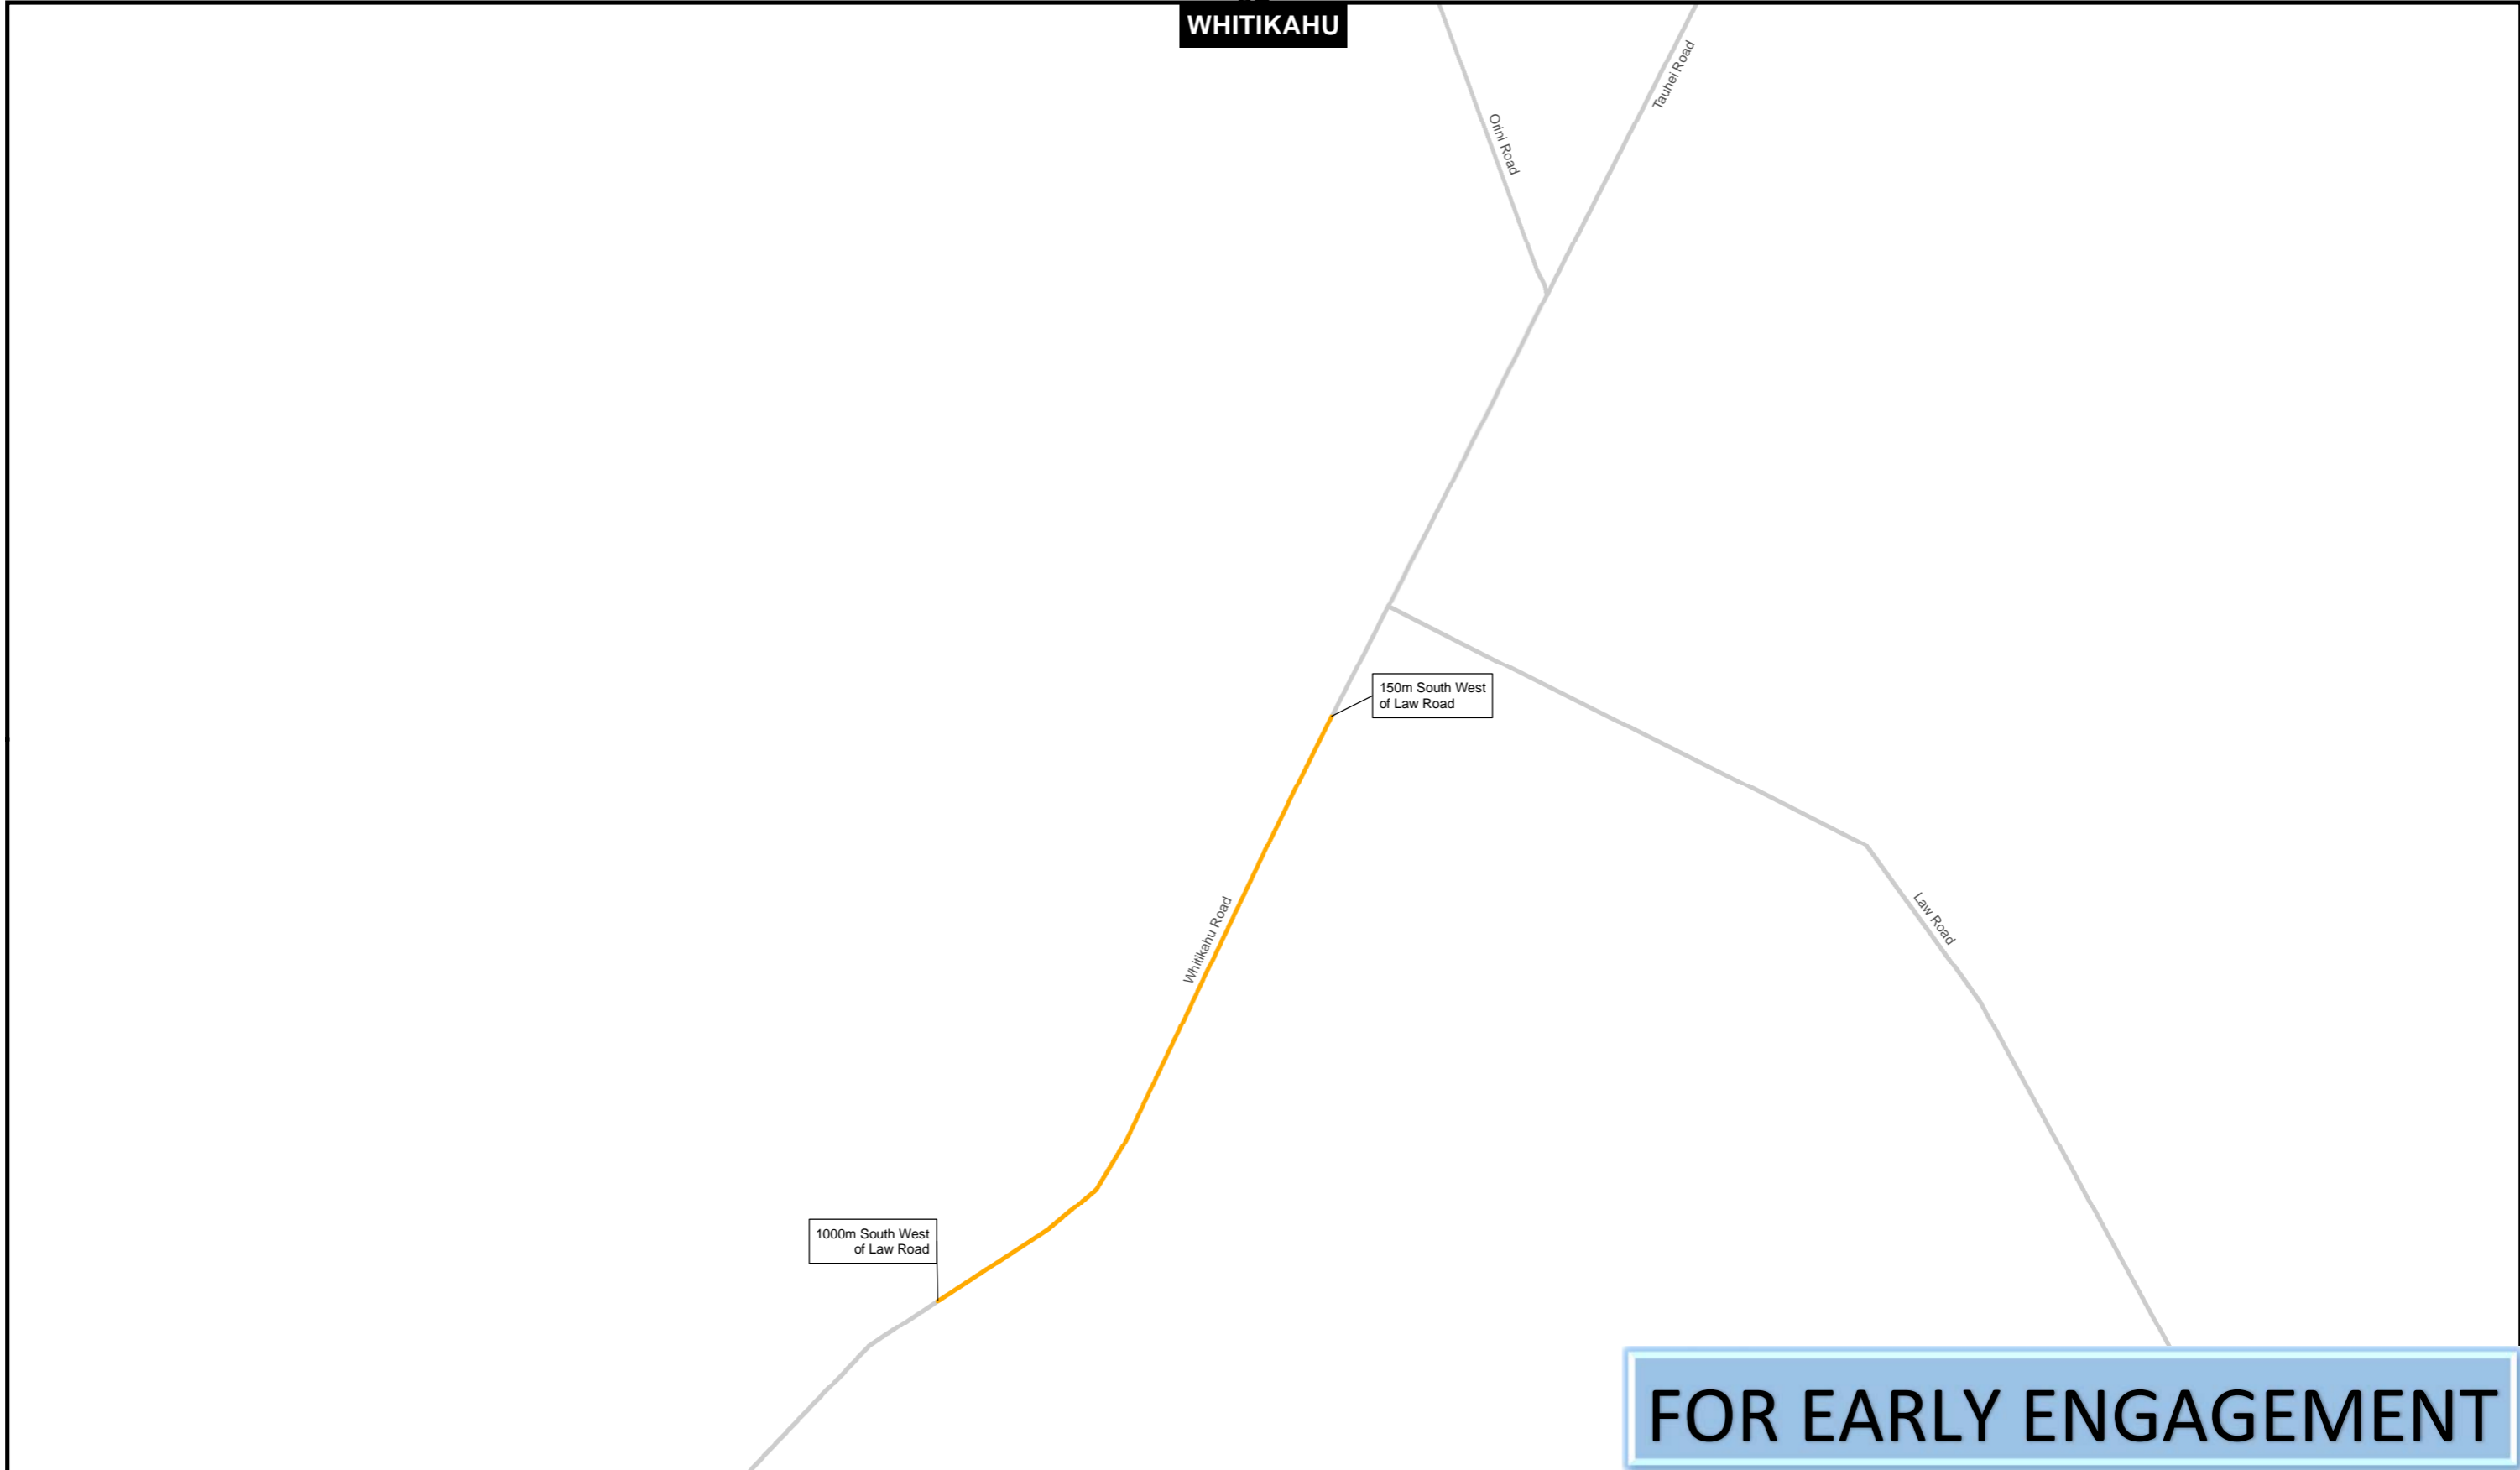 WHITIKAHU
Tauhei Road
Orini Road
150m South West
of Law Road
Whitikahu Road
Law Road
1000m South West
of Law Road
FOR EARLY ENGAGEMENT